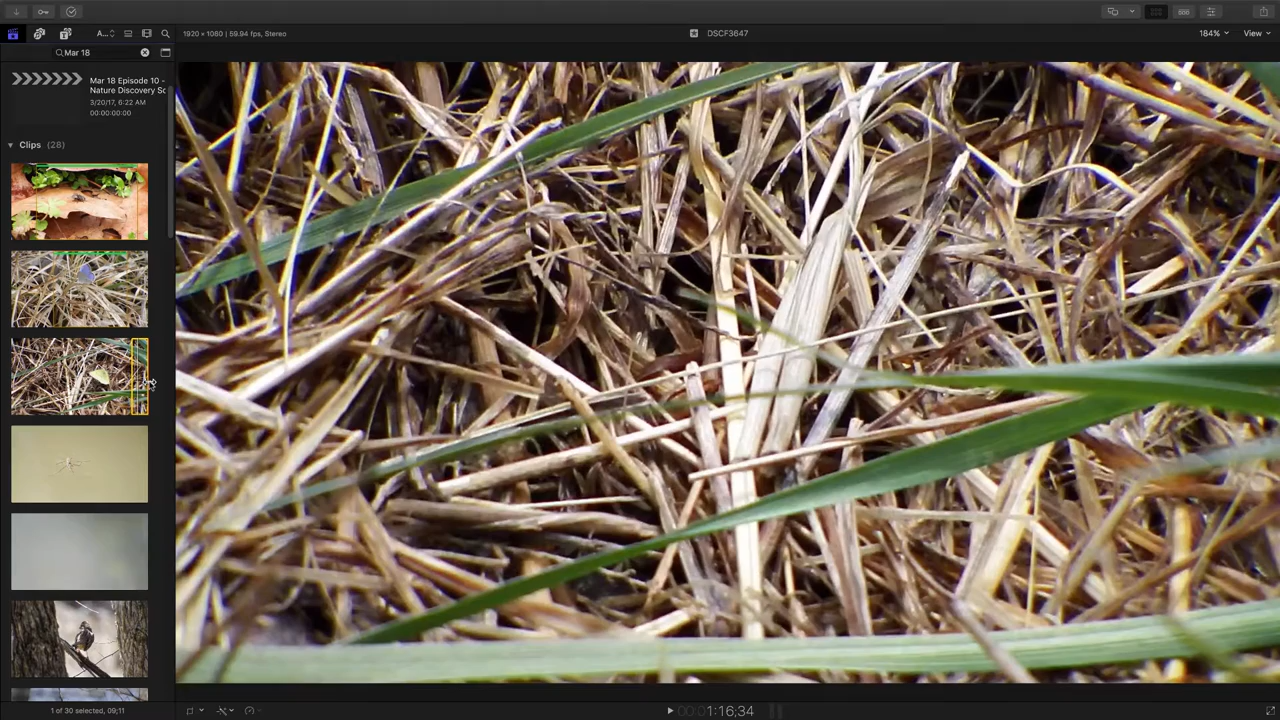 1920 × 1080 | 59.94 fps, Stereo
DSCF3647
184%
View
A...
Mar 18
Mar 18 Episode 10 -
Nature Discovery Sc
3/20/17, 6:22 AM
00:00:00:00
Clips (28)
1 of 30 selected, 09;11
00:00:1:16;34